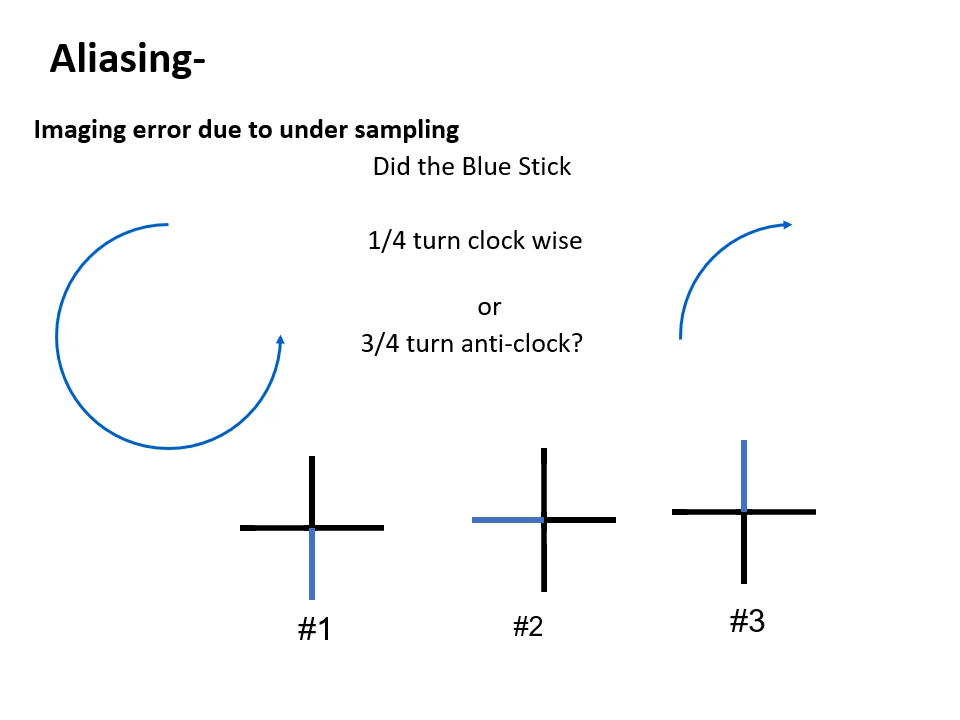 Aliasing-
Imaging error due to under sampling
Did the Blue Stick
1/4 turn clock wise
or
3/4 turn anti-clock?
#1
#2
#3